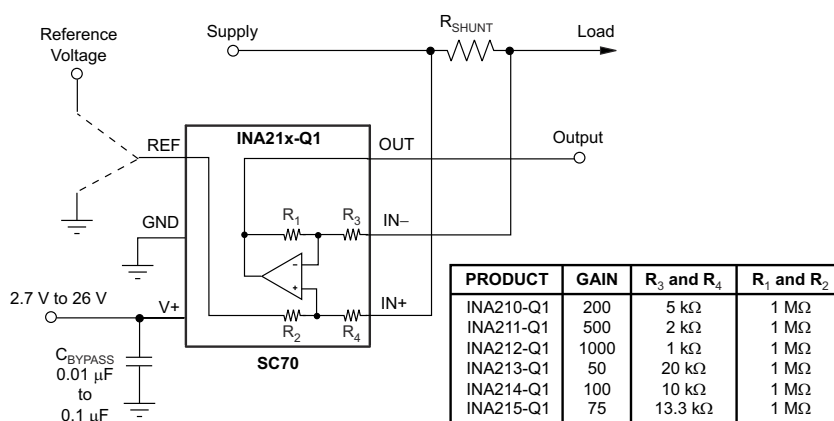 Reference
Voltage
Supply
R_SHUNT
Load
INA21x-Q1
REF
OUT
Output
GND
R1
R3
IN−
−
+
2.7 V to 26 V
V+
R2
R4
IN+
SC70
C_BYPASS
0.01 µF
to
0.1 µF
PRODUCT GAIN R3 and R4 R1 and R2
INA210-Q1 200 5 kΩ 1 MΩ
INA211-Q1 500 2 kΩ 1 MΩ
INA212-Q1 1000 1 kΩ 1 MΩ
INA213-Q1 50 20 kΩ 1 MΩ
INA214-Q1 100 10 kΩ 1 MΩ
INA215-Q1 75 13.3 kΩ 1 MΩ